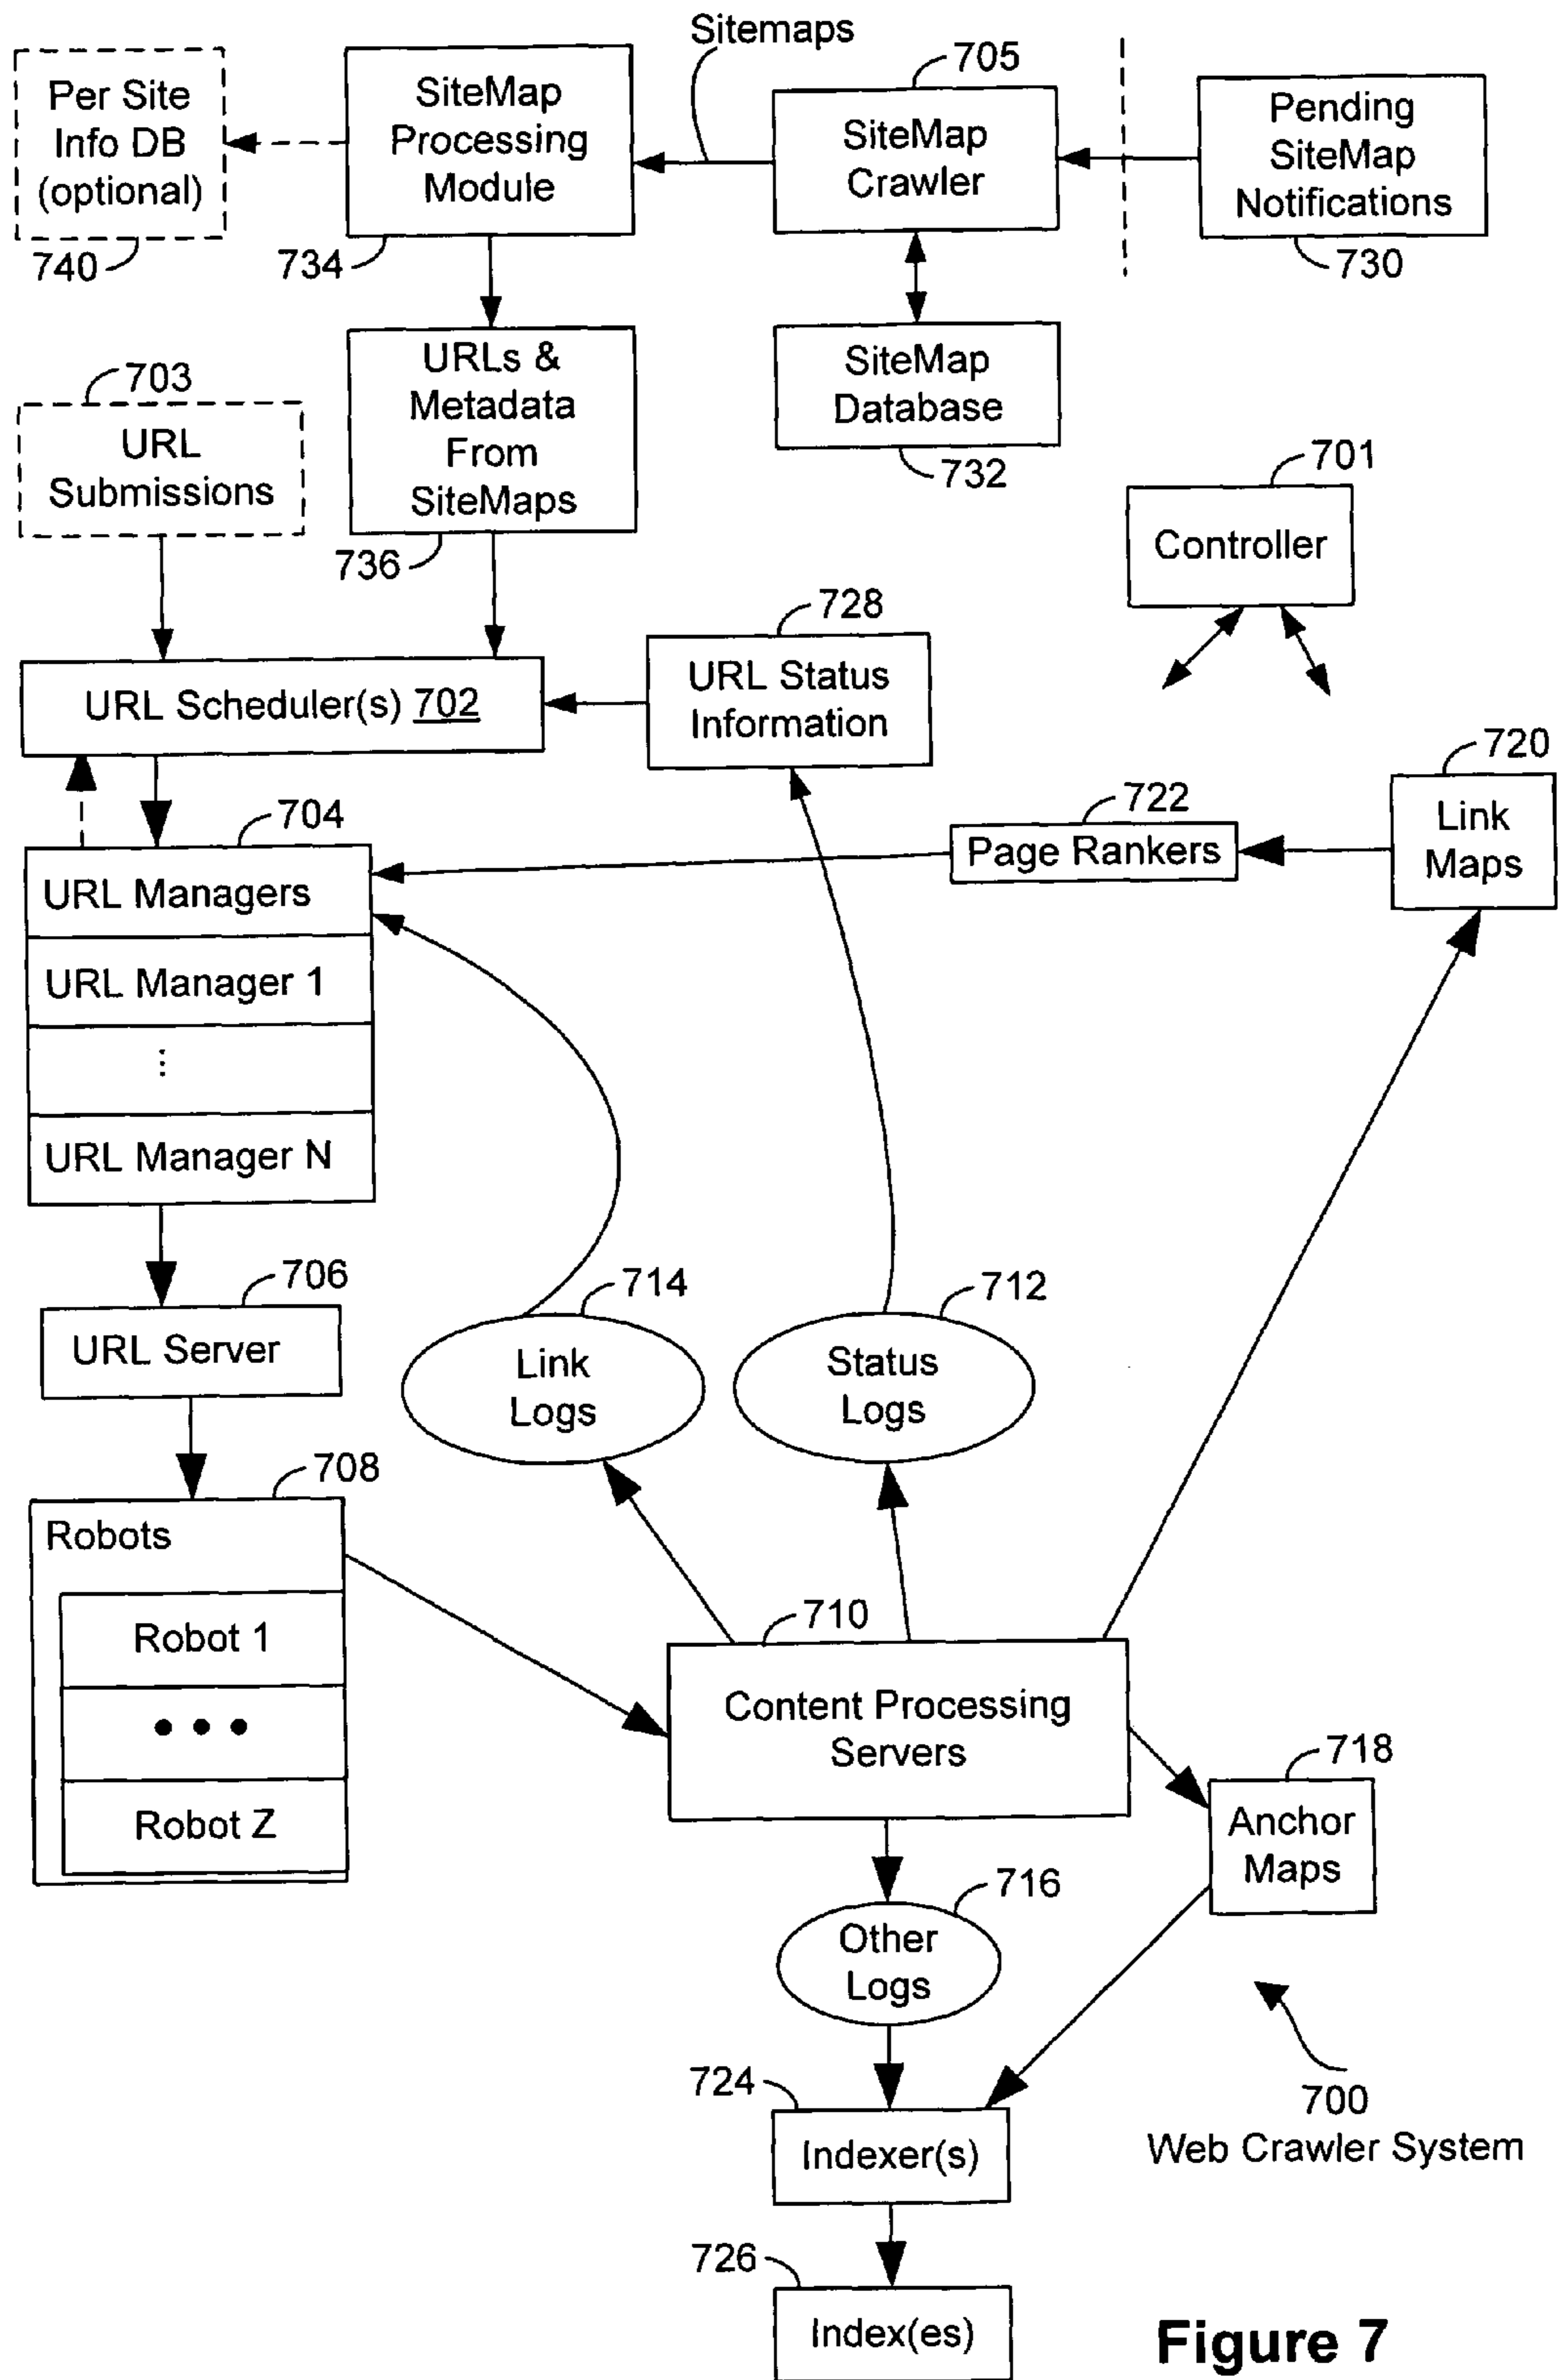 Sitemaps
Per Site
Info DB
(optional)
740
SiteMap
Processing
Module
734
705
SiteMap
Crawler
Pending
SiteMap
Notifications
730
703
URL
Submissions
URLs &
Metadata
From
SiteMaps
736
SiteMap
Database
732
701
Controller
728
URL Status
Information
URL Scheduler(s) 702
720
Link
Maps
722
Page Rankers
704
URL Managers
URL Manager 1
⋮
URL Manager N
706
URL Server
714
Link
Logs
712
Status
Logs
708
Robots
Robot 1
• • •
Robot Z
710
Content Processing
Servers
718
Anchor
Maps
716
Other
Logs
724
Indexer(s)
700
Web Crawler System
726
Index(es)
Figure 7